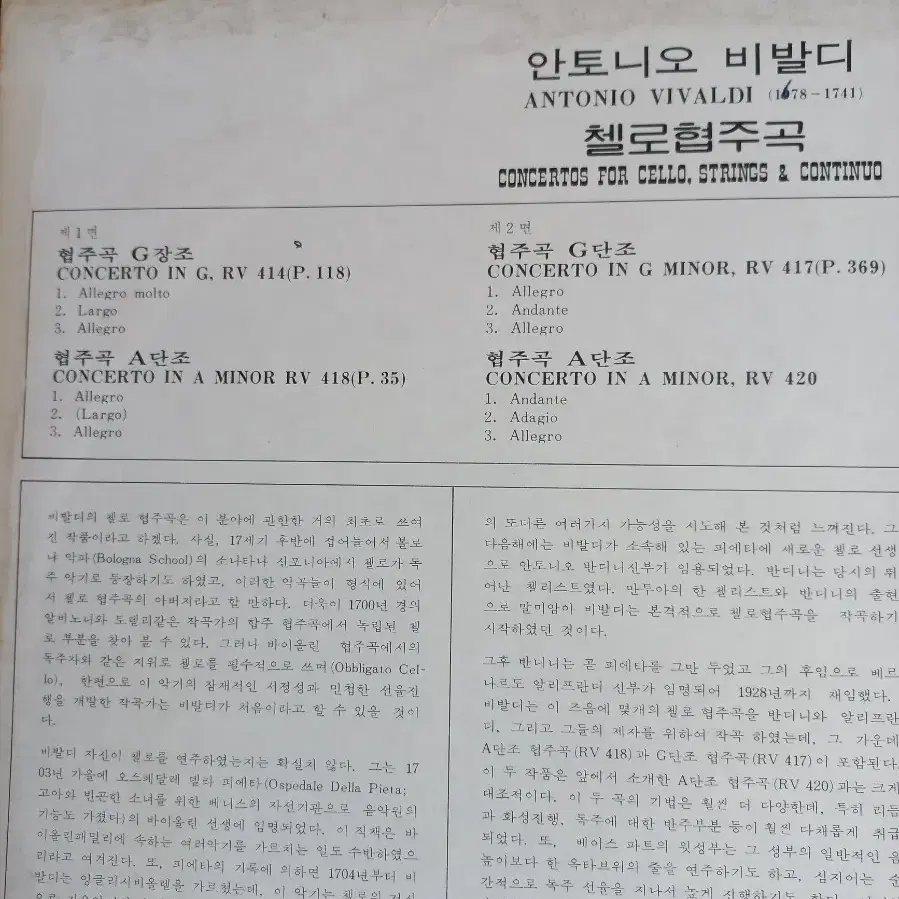 안토니오 비발디
ANTONIO VIVALDI (1678-1741)
첼로협주곡
CONCERTOS FOR CELLO, STRINGS & CONTINUO
제1면
협주곡 G장조
CONCERTO IN G, RV 414(P. 118)
1. Allegro molto
2. Largo
3. Allegro
협주곡 A단조
CONCERTO IN A MINOR RV 418(P. 35)
1. Allegro
2. (Largo)
3. Allegro
제2면
협주곡 G단조
CONCERTO IN G MINOR, RV 417(P. 369)
1. Allegro
2. Andante
3. Allegro
협주곡 A단조
CONCERTO IN A MINOR, RV 420
1. Andante
2. Adagio
3. Allegro
비발디의 첼로 협주곡은 이 분야에 관한한 거의 최초로 쓰여
진 작품이라고 하겠다. 사실, 17세기 후반에 접어들어서 볼로
냐 악파(Bologna School)의 소나타나 신포니아에서 첼로가 독
주 악기로 등장하기도 하였고, 이러한 악곡들이 형식에 있어
서 첼로 협주곡의 아버지라고 할 만하다. 더욱이 1700년 경의
알비노니와 토렐리같은 작곡가의 합주 협주곡에서 독립된 첼
로 부분을 찾아 볼 수 있다. 그러나 바이올린 협주곡에서의
독주자와 같은 지위로 첼로를 필수적으로 쓰며(Obbligato Cel-
lo), 한편으로 이 악기의 잠재적인 서정성과 민첩한 선율진
행을 개발한 작곡가는 비발디가 처음이라고 할 수 있을 것이
다.
비발디 자신이 첼로를 연주하였는지는 확실치 않다. 그는 17
03년 가을에 오스페달레 델라 피에타(Ospedale Della Pieta;
고아와 빈곤한 소녀를 위한 베니스의 자선기관으로 음악원의
기능도 가졌다)의 바이올린 선생에 임명되었다. 이 직책은 바
이올린패밀리에 속하는 여러악기를 가르치는 일도 수반하였으
리라고 여겨진다. 또, 피에타의 기록에 의하면 1704년부터 비
발디는 잉글리시비올렐을 가르쳤는데, 이 악기는 첼로의
의 또다른 여러가지 가능성을 시도해 본 것처럼 느껴진다. 그
다음해에는 비발디가 소속해 있는 피에타에 새로운 첼로 선생
으로 안토니오 반디니신부가 임용되었다. 반디니는 당시의 뛰
어난 첼리스트였다. 만투아의 한 첼리스트와 반디니의 출현
으로 말미암아 비발디는 본격적으로 첼로협주곡을 작곡하기
시작하였던 것이다.
그후 반디니는 곧 피에타를 그만 두었고 그의 후임으로 베르
나르도 알리프란디 신부가 임명되어 1928년까지 재임했다.
비발디는 이 즈음에 몇개의 첼로 협주곡을 반디니와 알리프란
디, 그리고 그들의 제자를 위하여 작곡 하였는데, 그 가운데
A단조 협주곡(RV 418)과 G단조 협주곡(RV 417)이 포함된다.
이 두 작품은 앞에서 소개한 A단조 협주곡(RV 420)과는 크게
대조적이다. 이 두 곡의 기법은 훨씬 더 다양한데, 특히 리듬
과 화성진행, 독주에 대한 반주부분 등이 훨씬 다채롭게 취급
되었다. 또, 베이스 파트의 윗성부는 그 성부의 일반적인 음
높이보다 한 옥타브위의 줄을 연주하기도 하고, 심지어는 순
간적으로 독주 선율을 지나서 높게 진행하기도